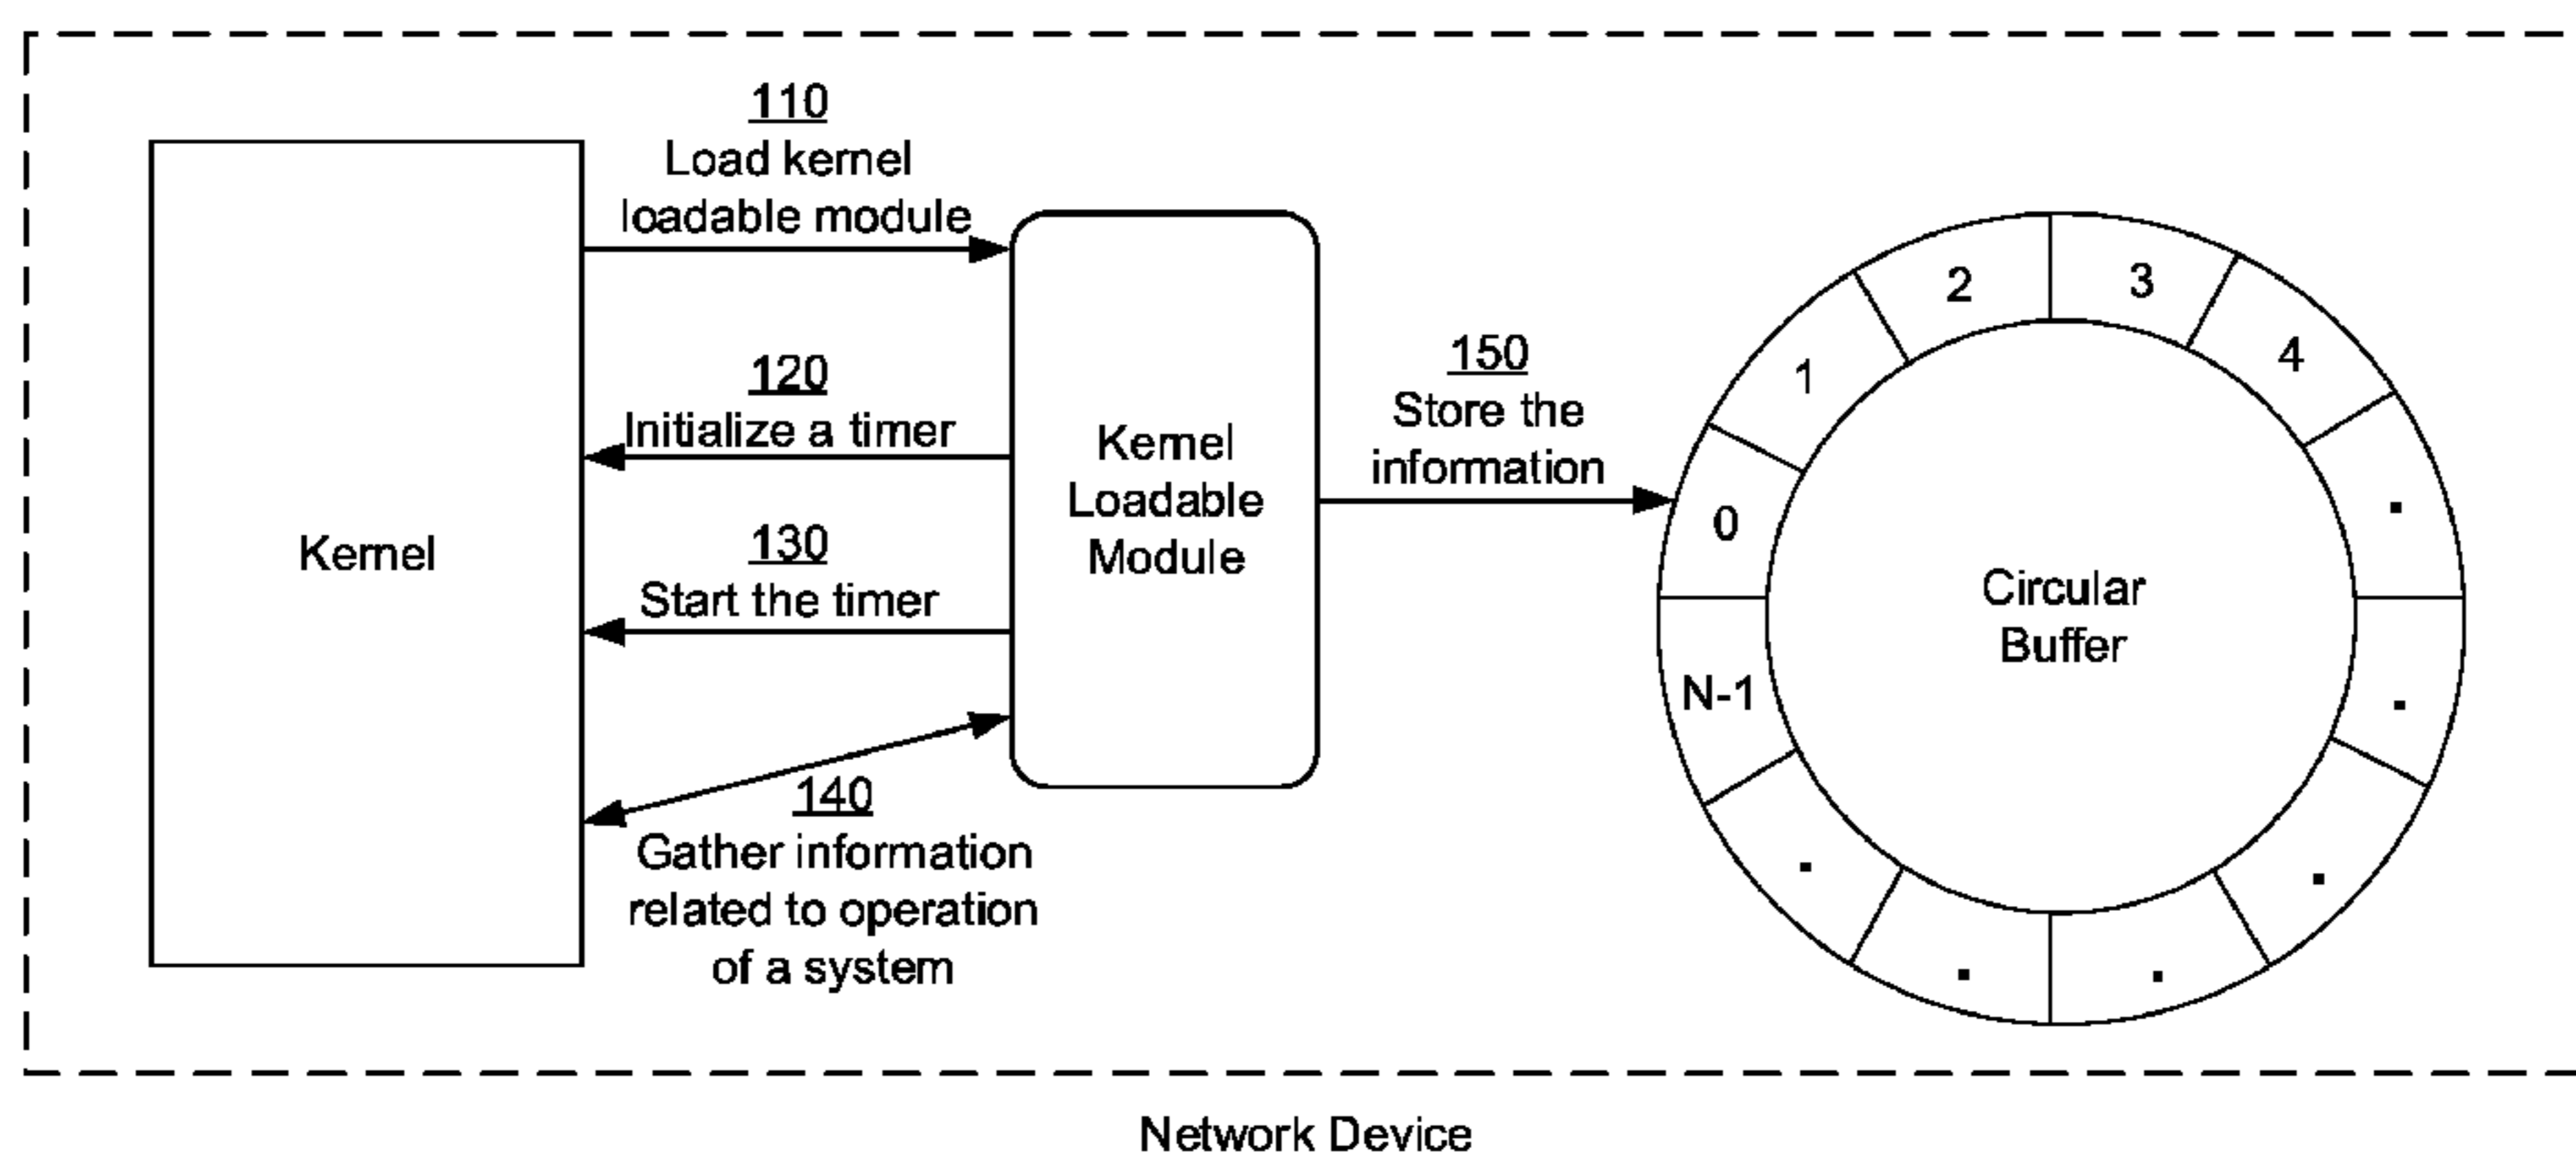 110
Load kernel
loadable module
120
Initialize a timer
130
Start the timer
140
Gather information
related to operation
of a system
Kernel
Kernel
Loadable
Module
150
Store the
information
0
1
2
3
4
.
.
.
.
.
.
N-1
Circular
Buffer
Network Device